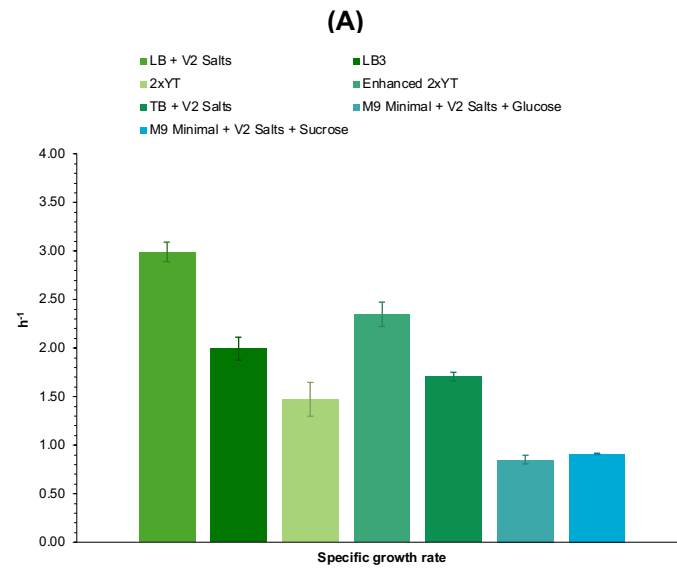 (A)
LB + V2 Salts
LB3
2xYT
Enhanced 2xYT
TB + V2 Salts
M9 Minimal + V2 Salts + Glucose
M9 Minimal + V2 Salts + Sucrose
4.00
3.50
3.00
2.50
2.00
1.50
1.00
0.50
0.00
h⁻¹
Specific growth rate